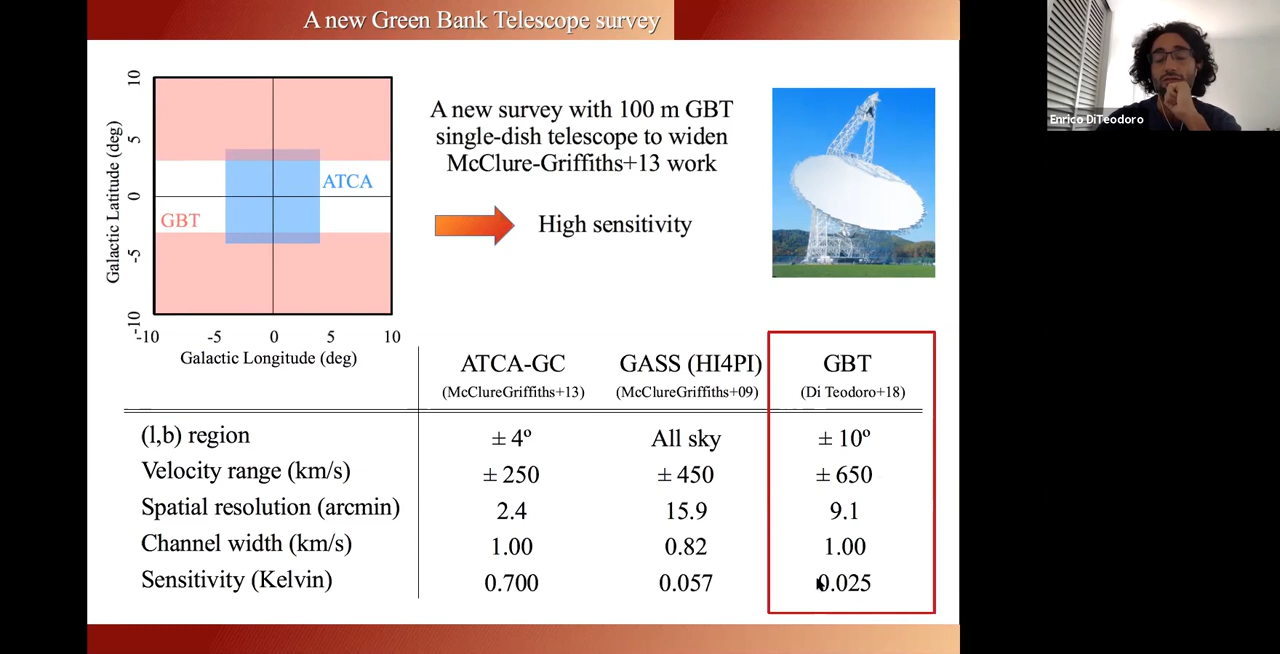 A new Green Bank Telescope survey
10
5
0
-5
-10
Galactic Latitude (deg)
ATCA
GBT
-10 -5 0 5 10
Galactic Longitude (deg)
A new survey with 100 m GBT
single-dish telescope to widen
McClure-Griffiths+13 work
High sensitivity
Enrico DiTeodoro
ATCA-GC GASS (HI4PI) GBT
(McClureGriffiths+13) (McClureGriffiths+09) (Di Teodoro+18)
(l,b) region ± 4º All sky ± 10º
Velocity range (km/s) ± 250 ± 450 ± 650
Spatial resolution (arcmin) 2.4 15.9 9.1
Channel width (km/s) 1.00 0.82 1.00
Sensitivity (Kelvin) 0.700 0.057 0.025